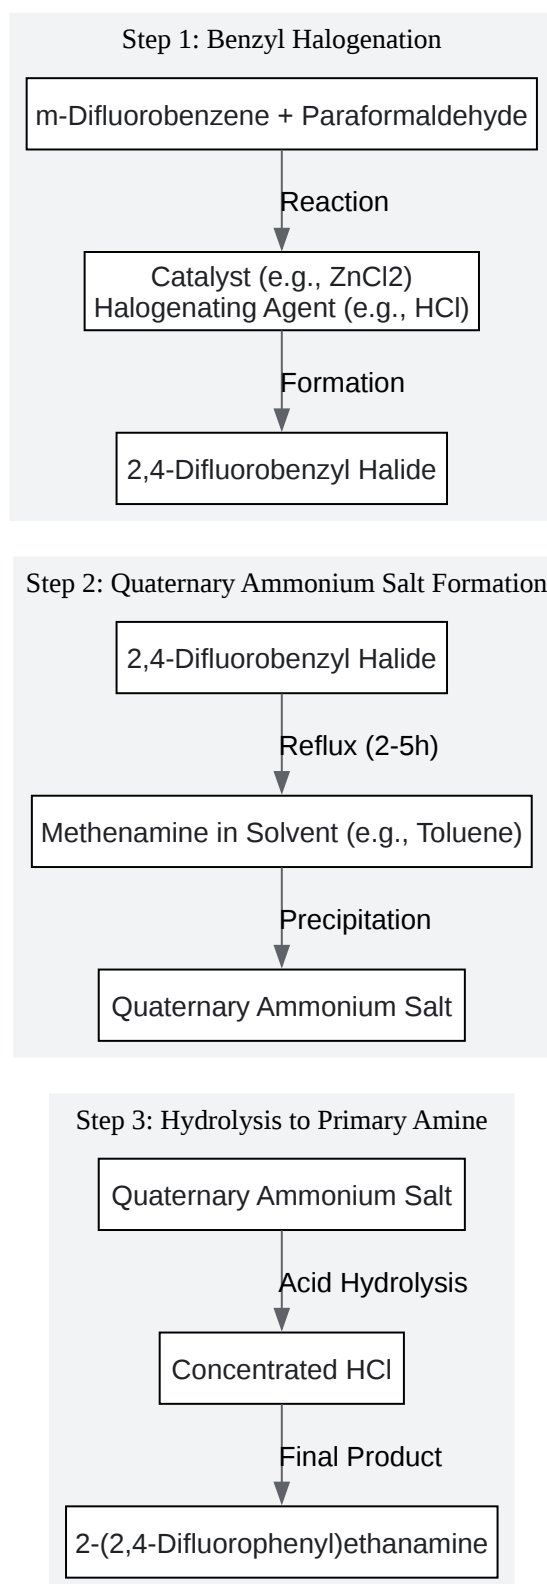 Step 1: Benzyl Halogenation
m-Difluorobenzene + Paraformaldehyde
Reaction
Catalyst (e.g., ZnCl2)
Halogenating Agent (e.g., HCl)
Formation
2,4-Difluorobenzyl Halide
Step 2: Quaternary Ammonium Salt Formation
2,4-Difluorobenzyl Halide
Reflux (2-5h)
Methenamine in Solvent (e.g., Toluene)
Precipitation
Quaternary Ammonium Salt
Step 3: Hydrolysis to Primary Amine
Quaternary Ammonium Salt
Acid Hydrolysis
Concentrated HCl
Final Product
2-(2,4-Difluorophenyl)ethanamine